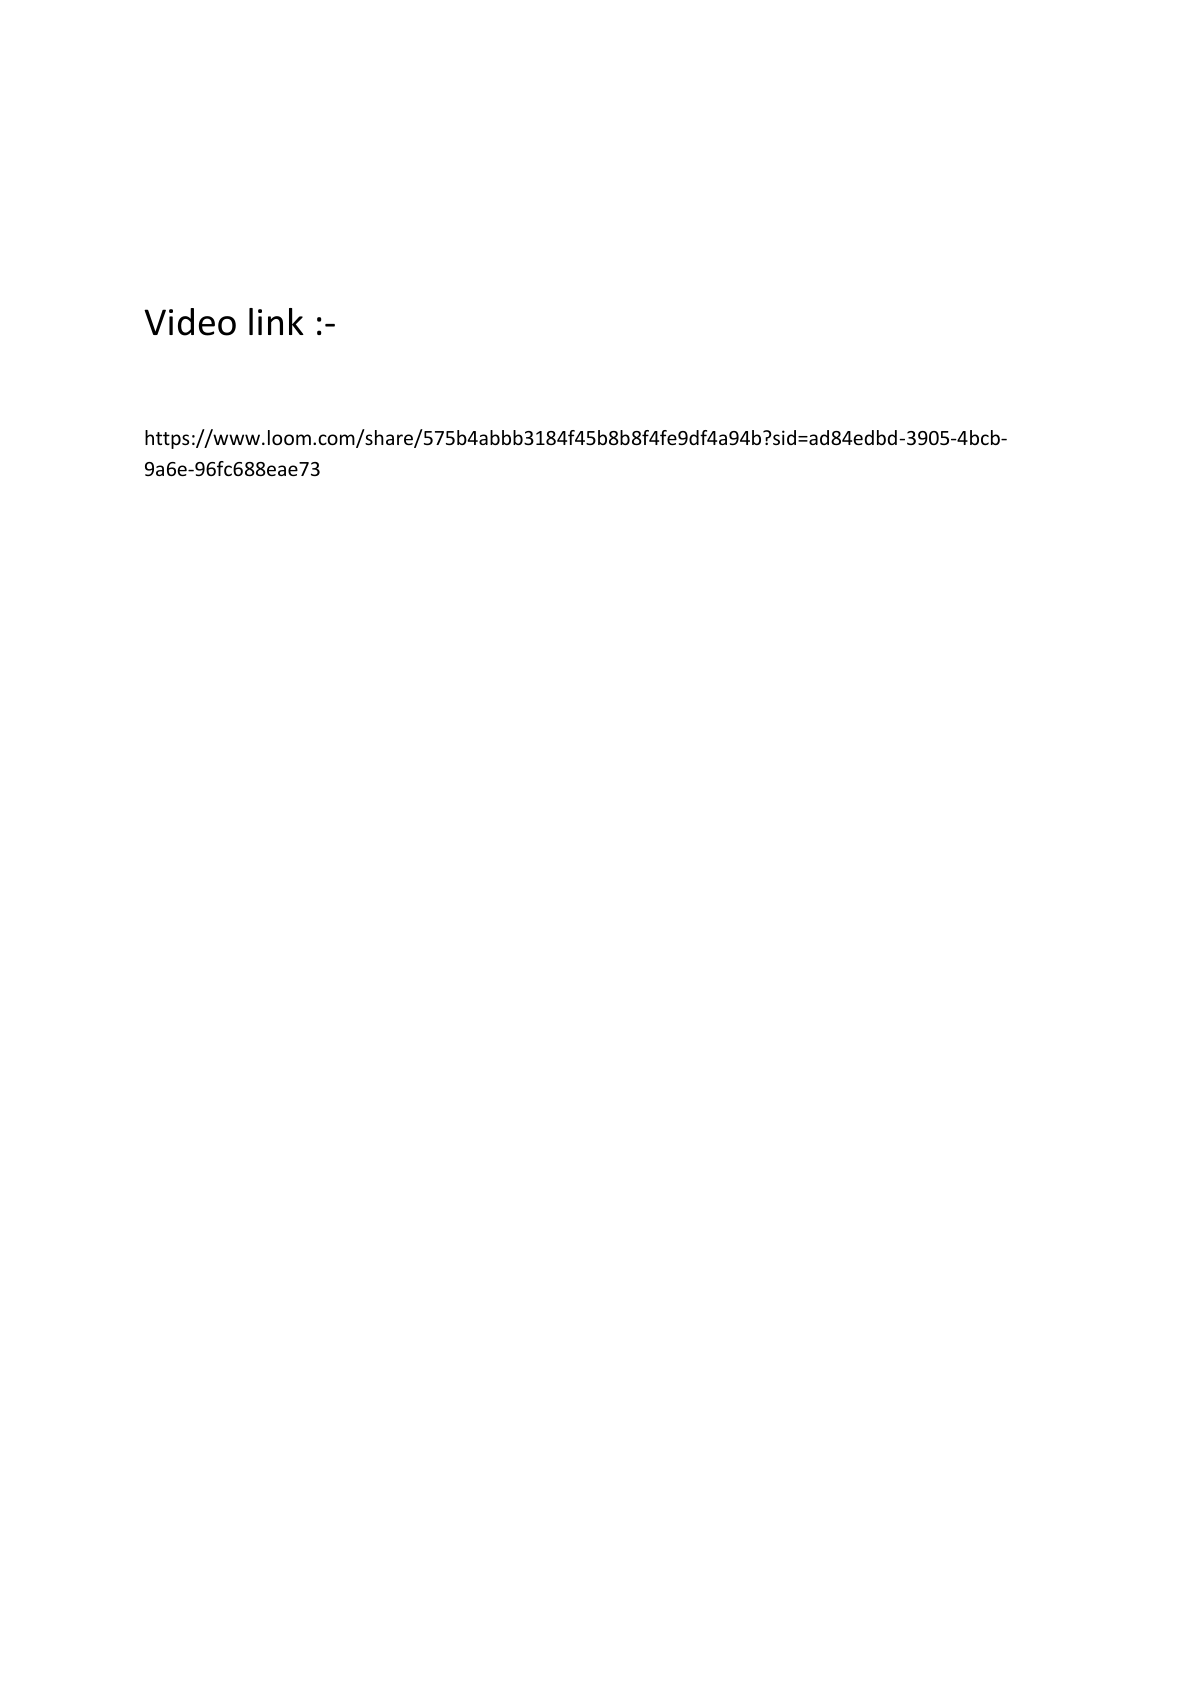 Video link :-
https://www.loom.com/share/575b4abbb3184f45b8b8f4fe9df4a94b?sid=ad84edbd-3905-4bcb-
9a6e-96fc688eae73